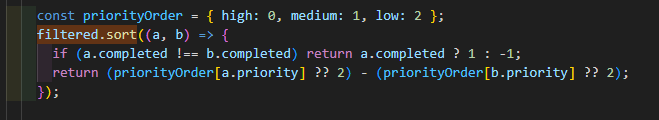 const priorityOrder = { high: 0, medium: 1, low: 2 };
filtered.sort((a, b) => {
if (a.completed !== b.completed) return a.completed ? 1 : -1;
return (priorityOrder[a.priority] ?? 2) - (priorityOrder[b.priority] ?? 2);
});